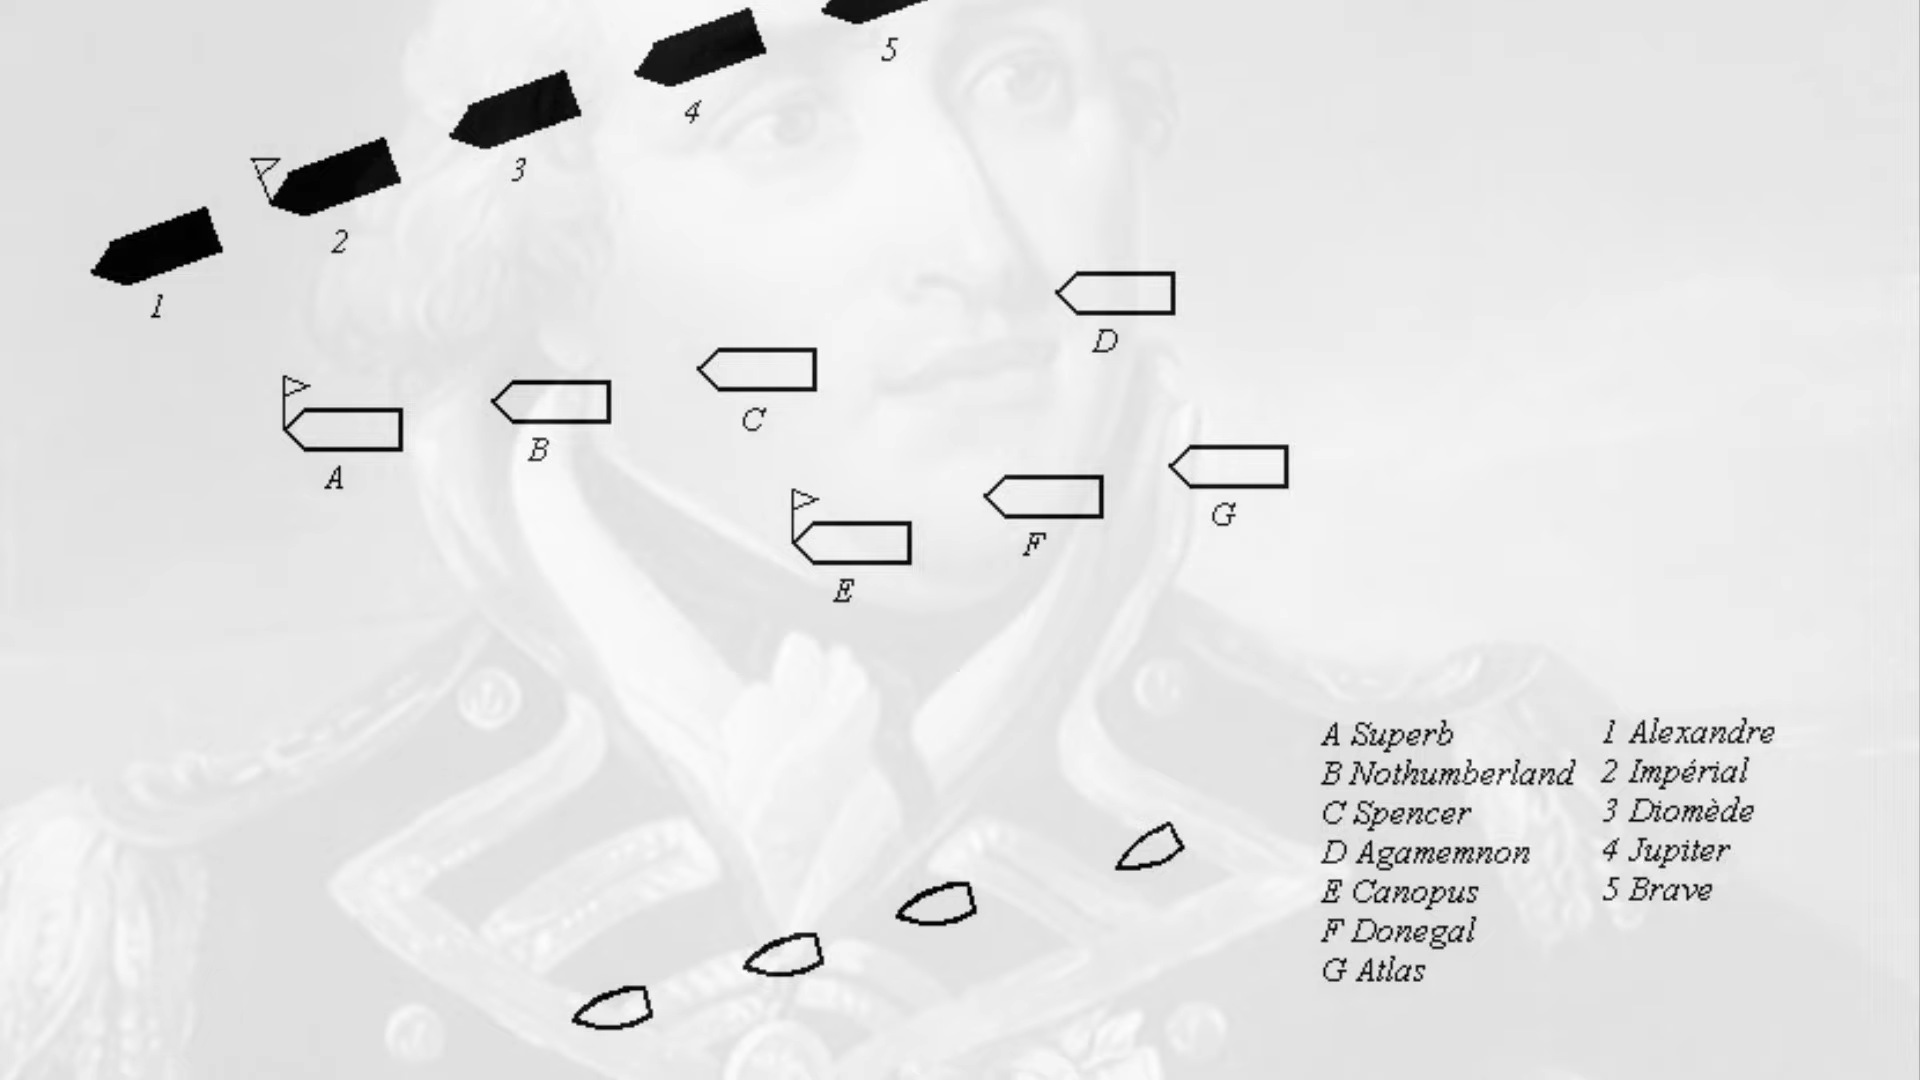 5
4
3
2
1
D
C
A
B
G
F
E
A Superb
B Nothumberland
C Spencer
D Agamemnon
E Canopus
F Donegal
G Atlas
1 Alexandre
2 Impérial
3 Diomède
4 Jupiter
5 Brave